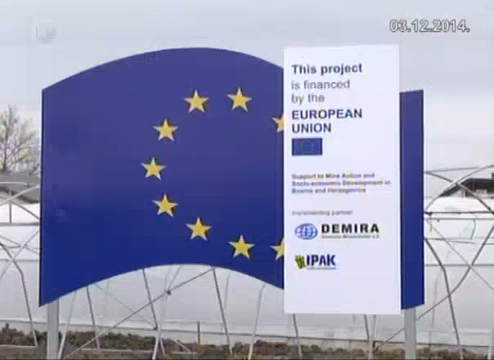 03.12.2014.
This project
is financed
by the
EUROPEAN
UNION
Support to Mine Action and
Socio-economic Development in
Bosnia and Herzegovina
Implementing partner
DEMIRA
IPAK